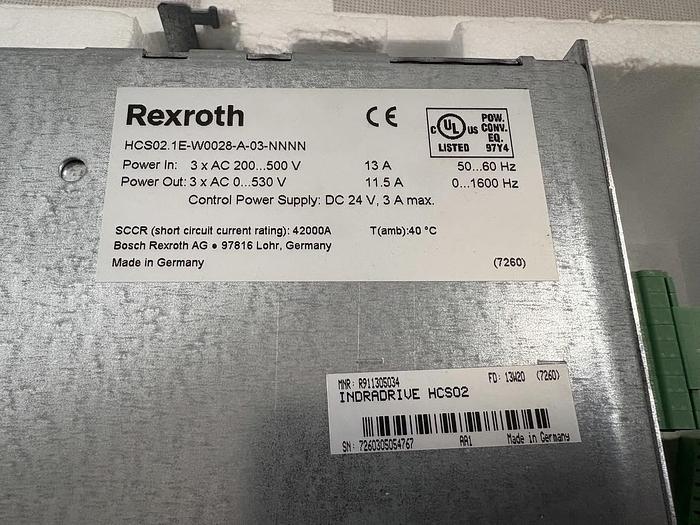 Rexroth
CE
C UL US LISTED
POW. CONV. EQ. 97Y4
HCS02.1E-W0028-A-03-NNNN
Power In: 3 x AC 200...500 V 13 A 50...60 Hz
Power Out: 3 x AC 0...530 V 11.5 A 0...1600 Hz
Control Power Supply: DC 24 V, 3 A max.
SCCR (short circuit current rating): 42000A T(amb):40 °C
Bosch Rexroth AG ● 97816 Lohr, Germany
Made in Germany (7260)
MNR: R911305034 FD: 13W20 (7260)
INDRADRIVE HCS02
SN: 7260305054767 AA1 Made in Germany